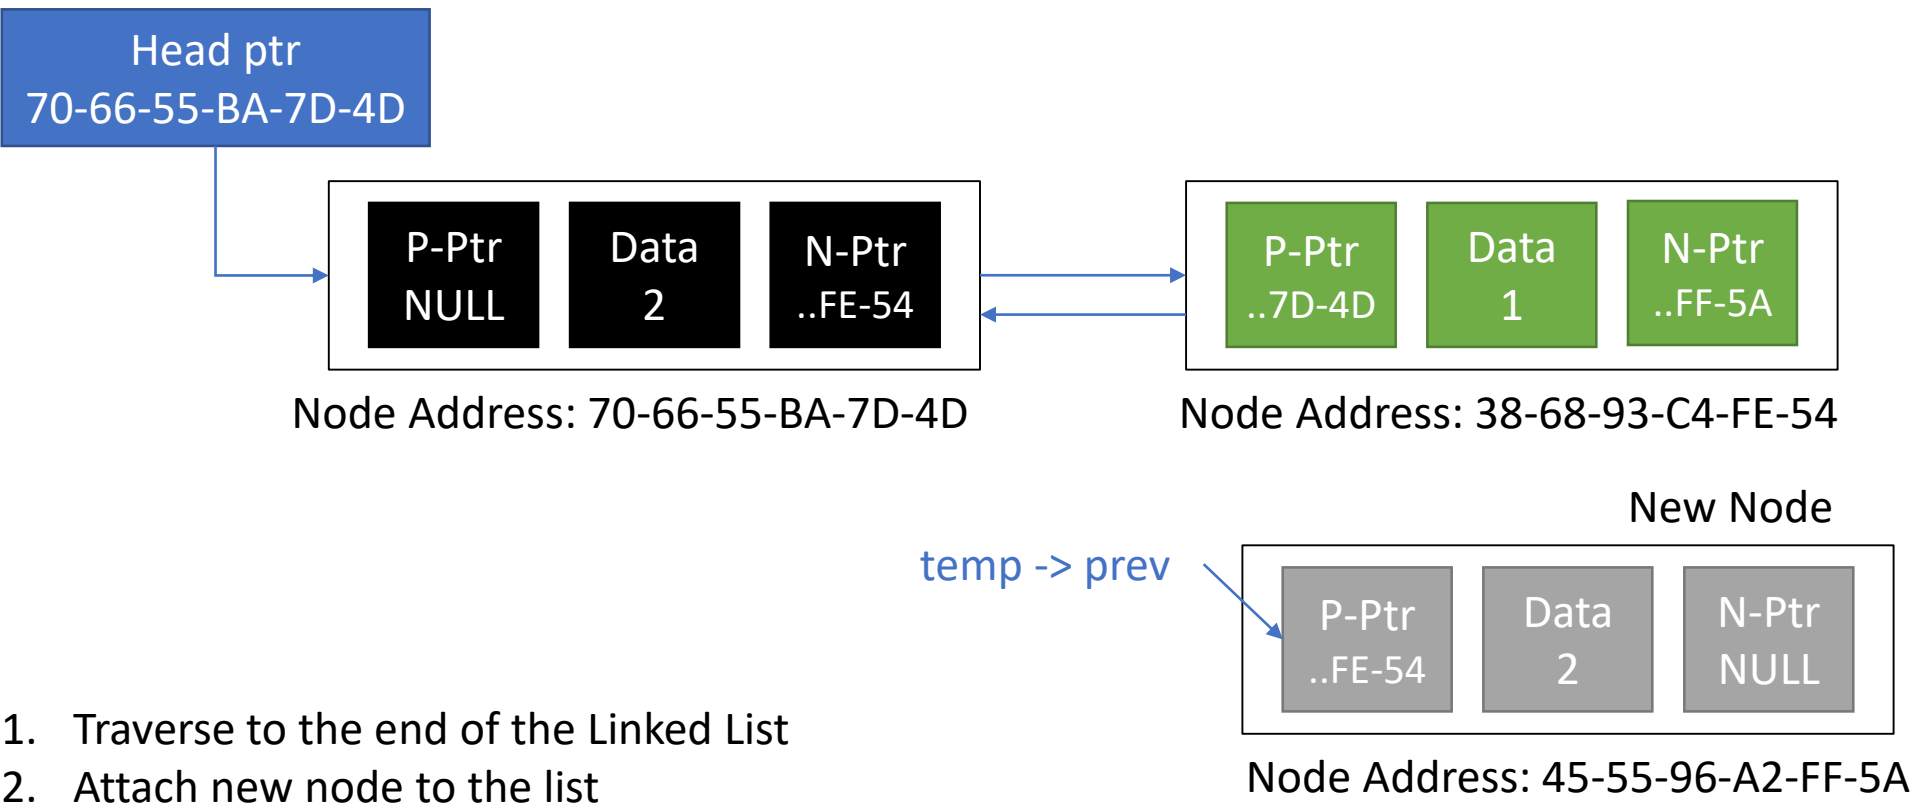 Head ptr
70-66-55-BA-7D-4D
P-Ptr
NULL
Data
2
N-Ptr
..FE-54
P-Ptr
..7D-4D
Data
1
N-Ptr
..FF-5A
Node Address: 70-66-55-BA-7D-4D
Node Address: 38-68-93-C4-FE-54
New Node
temp -> prev
P-Ptr
..FE-54
Data
2
N-Ptr
NULL
Node Address: 45-55-96-A2-FF-5A
1. Traverse to the end of the Linked List
2. Attach new node to the list